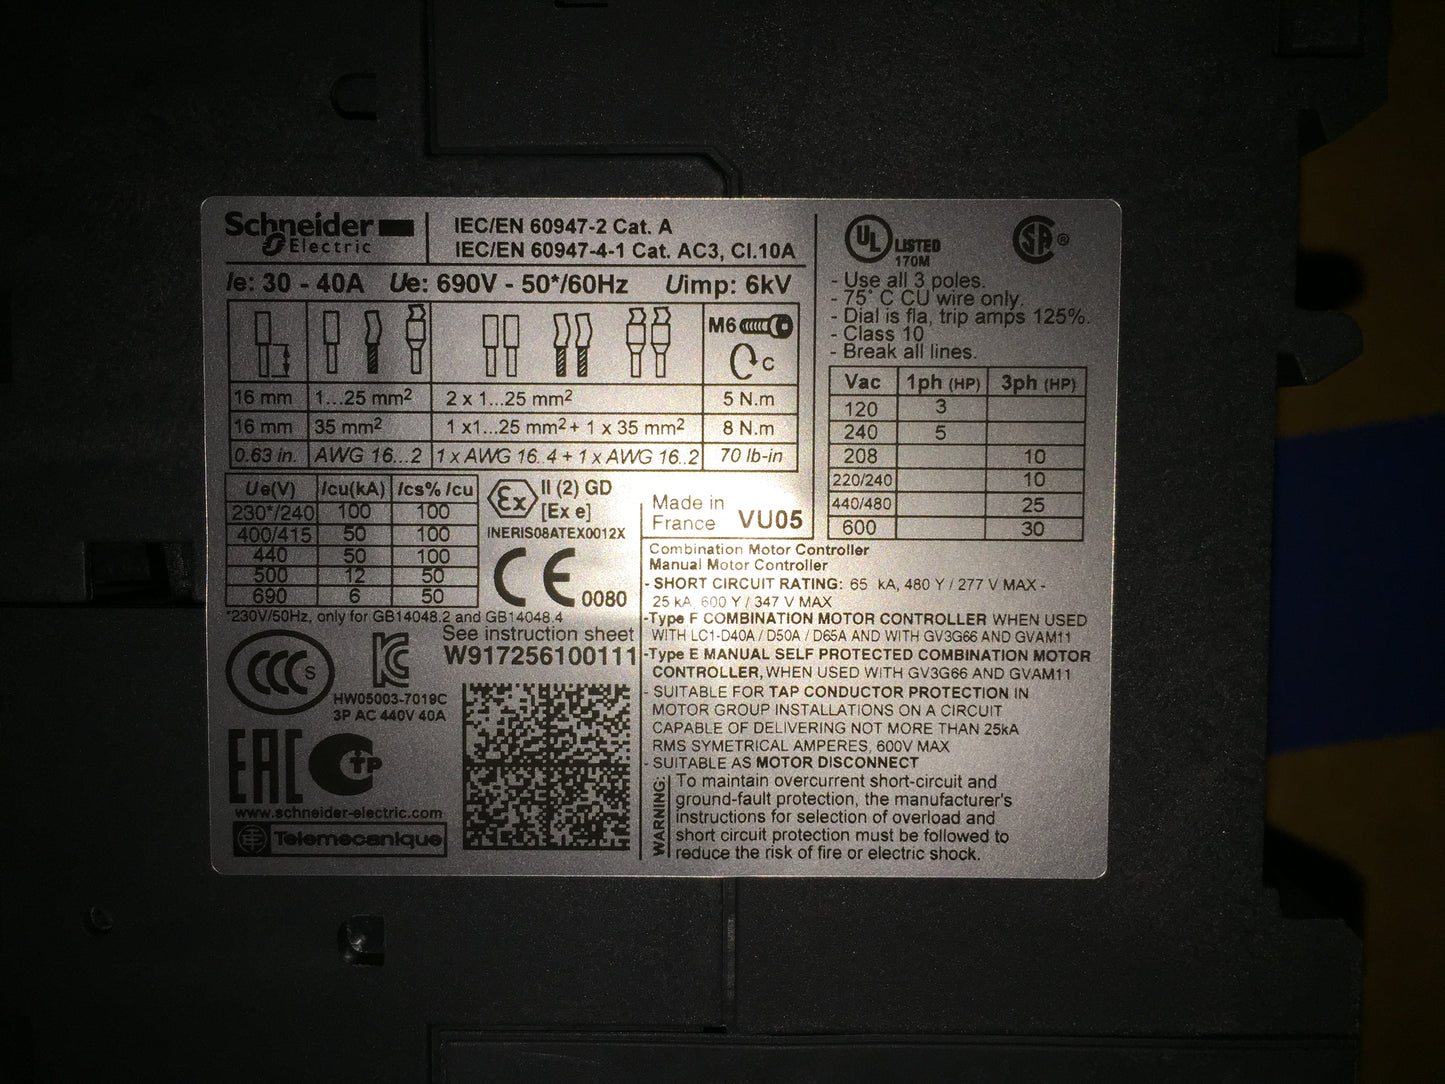 Schneider Electric
IEC/EN 60947-2 Cat. A
IEC/EN 60947-4-1 Cat. AC3, Cl.10A
Ie: 30 - 40A Ue: 690V - 50*/60Hz Uimp: 6kV
M6
C
16 mm 1...25 mm² 2 x 1...25 mm² 5 N.m
16 mm 35 mm² 1 x1...25 mm² + 1 x 35 mm² 8 N.m
0.63 in. AWG 16...2 1 x AWG 16..4 + 1 x AWG 16..2 70 lb-in
Ue(V) Icu(kA) Ics% Icu
230*/240 100 100
400/415 50 100
440 50 100
500 12 50
690 6 50
*230V/50Hz, only for GB14048.2 and GB14048.4
Ex II (2) GD
[Ex e]
INERIS08ATEX0012X
CE 0080
See instruction sheet
W917256100111
CCC S
KC
HW05003-7019C
3P AC 440V 40A
EAC
C TP
www.schneider-electric.com
TE Telemecanique
UL LISTED
170M
SA ®
- Use all 3 poles.
- 75° C CU wire only.
- Dial is fla, trip amps 125%.
- Class 10
- Break all lines.
Vac 1ph (HP) 3ph (HP)
120 3
240 5
208 10
220/240 10
440/480 25
600 30
Made in
France VU05
Combination Motor Controller
Manual Motor Controller
- SHORT CIRCUIT RATING: 65 kA, 480 Y / 277 V MAX -
25 kA, 600 Y / 347 V MAX
-Type F COMBINATION MOTOR CONTROLLER WHEN USED
WITH LC1-D40A / D50A / D65A AND WITH GV3G66 AND GVAM11
-Type E MANUAL SELF PROTECTED COMBINATION MOTOR
CONTROLLER, WHEN USED WITH GV3G66 AND GVAM11
- SUITABLE FOR TAP CONDUCTOR PROTECTION IN
MOTOR GROUP INSTALLATIONS ON A CIRCUIT
CAPABLE OF DELIVERING NOT MORE THAN 25kA
RMS SYMETRICAL AMPERES, 600V MAX
- SUITABLE AS MOTOR DISCONNECT
WARNING:
To maintain overcurrent short-circuit and
ground-fault protection, the manufacturer's
instructions for selection of overload and
short circuit protection must be followed to
reduce the risk of fire or electric shock.